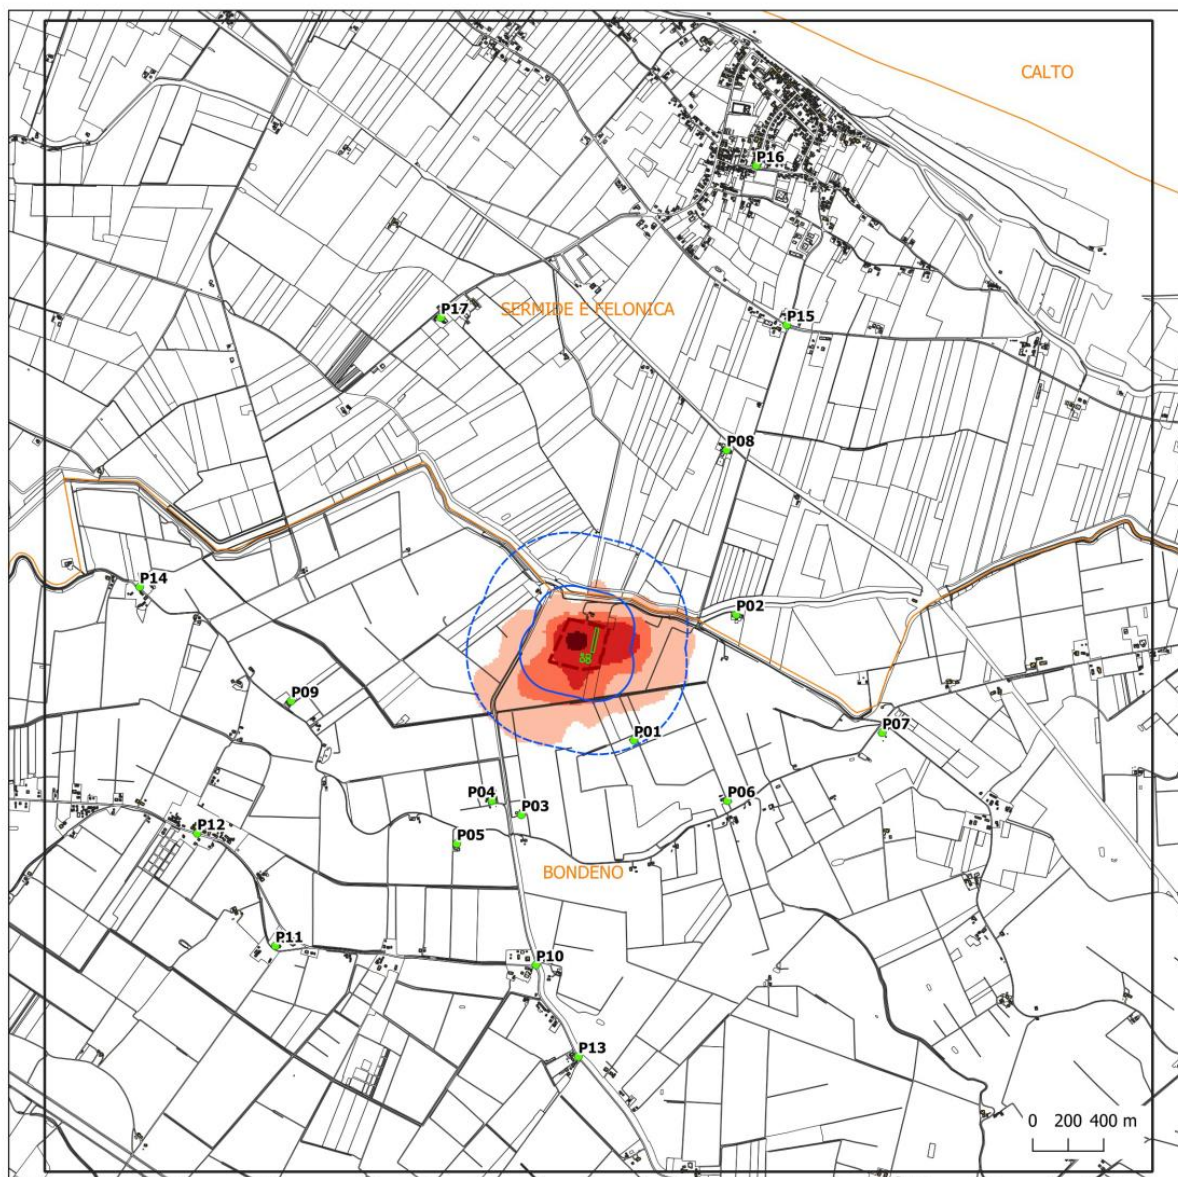 CALTO
P16
SERMIDE E FELONICA
P17
P15
P08
P14
P02
P09
P01
P07
P04
P03
P06
P05
P12
BONDENO
P11
P10
P13
0 200 400 m